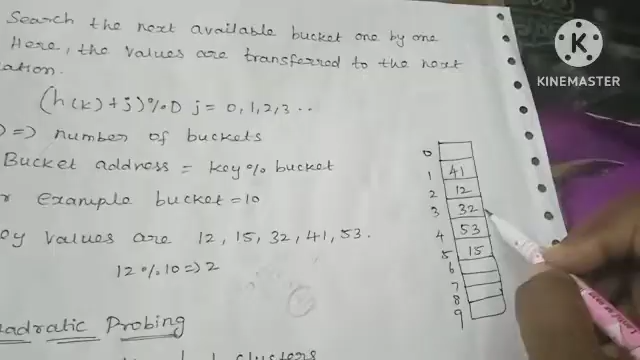 Search the next available bucket one by one
Here, the values are transferred to the next
ation.
(h(k)+j)%D j = 0,1,2,3 ..
=> number of buckets
Bucket address = key % bucket
example bucket = 10
values are 12, 15, 32, 41, 53.
12 % 10 => 2
adratic Probing
clusters
0
1 41
2 12
3 32
4 53
5 15
6
7
8
9
K
KINEMASTER